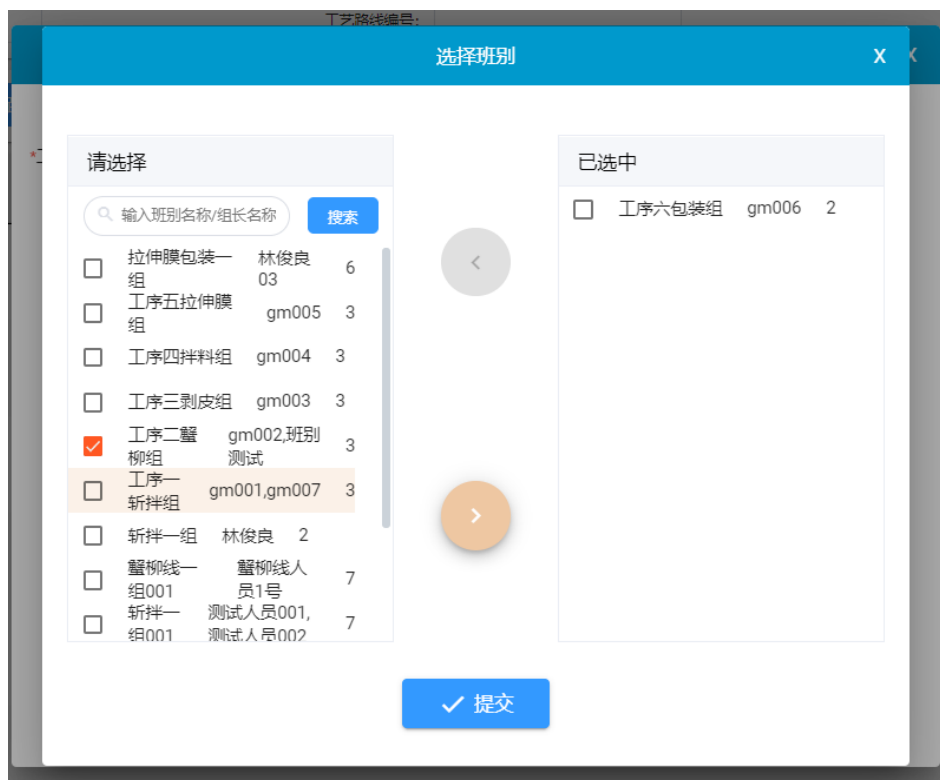 工艺路线编号:
选择班别
X
X
请选择
输入班别名称/组长名称
搜索
拉伸膜包装一组
林俊良03
6
工序五拉伸膜组
gm005
3
工序四拌料组
gm004
3
工序三剥皮组
gm003
3
工序二蟹柳组
gm002,班别测试
3
工序一斩拌组
gm001,gm007
3
斩拌一组
林俊良
2
蟹柳线一组001
蟹柳线人员1号
7
斩拌一组001
测试人员001,测试人员002
7
已选中
工序六包装组
gm006
2
提交